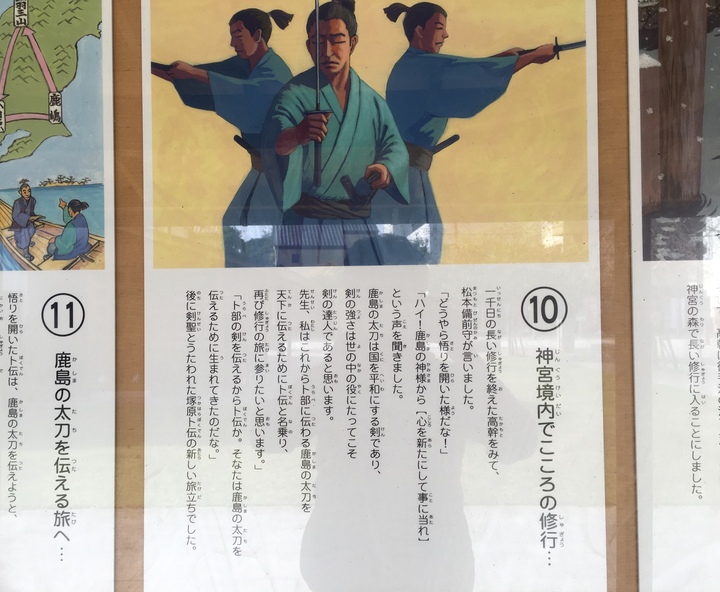 神宮の森で長い修行に入ることにしました。
⑩ 神宮境内でこころの修行…
一千日の長い修行を終えた高幹をみて、
松本備前守が言いました。
「どうやら悟りを開いた様だな!」
「ハイ!鹿島の神様から【心を新たにして事に当れ】
という声を聞きました。
鹿島の太刀は国を平和にする剣であり、
剣の強さは世の中の役にたってこそ
剣の達人であると思います。
先生、私はこれから卜部に伝わる鹿島の太刀を
天下に伝えるために卜伝と名乗り、
再び修行の旅に参りたいと思います。」
「卜部の剣を伝えるから卜伝か。そなたは鹿島の太刀を
伝えるために生まれてきたのだな。」
後に剣聖とうたわれた塚原卜伝の新しい旅立ちでした。
⑪ 鹿島の太刀を伝える旅へ…
悟りを開いた卜伝は、鹿島の太刀を伝えようと、
羽三山
鹿嶋